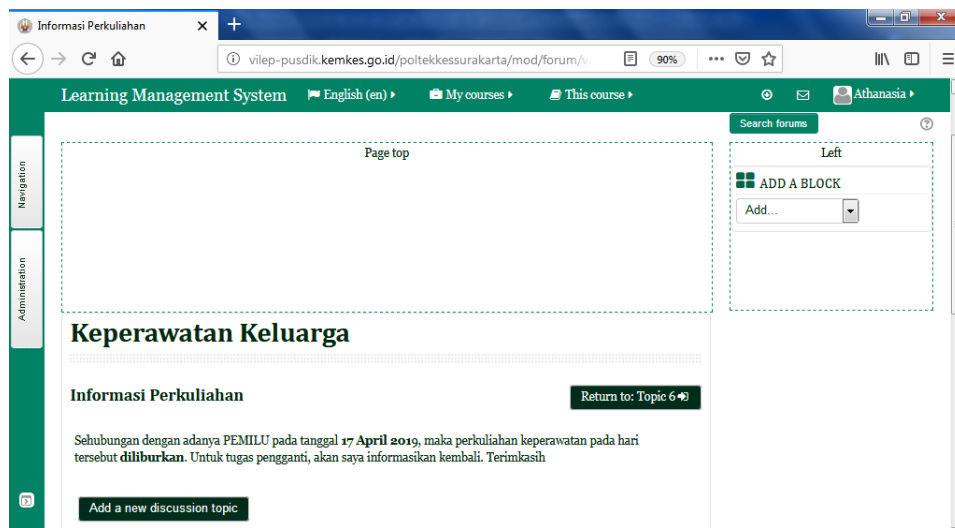 Informasi Perkuliahan
vilep-pusdik.kemkes.go.id/poltekkessurakarta/mod/forum/
90%
Learning Management System English (en) My courses This course Athanasia
Search forums
Navigation
Administration
Page top
Left
ADD A BLOCK
Add...
Keperawatan Keluarga
Informasi Perkuliahan
Return to: Topic 6
Sehubungan dengan adanya PEMILU pada tanggal 17 April 2019, maka perkuliahan keperawatan pada hari
tersebut diliburkan. Untuk tugas pengganti, akan saya informasikan kembali. Terimkasih
Add a new discussion topic